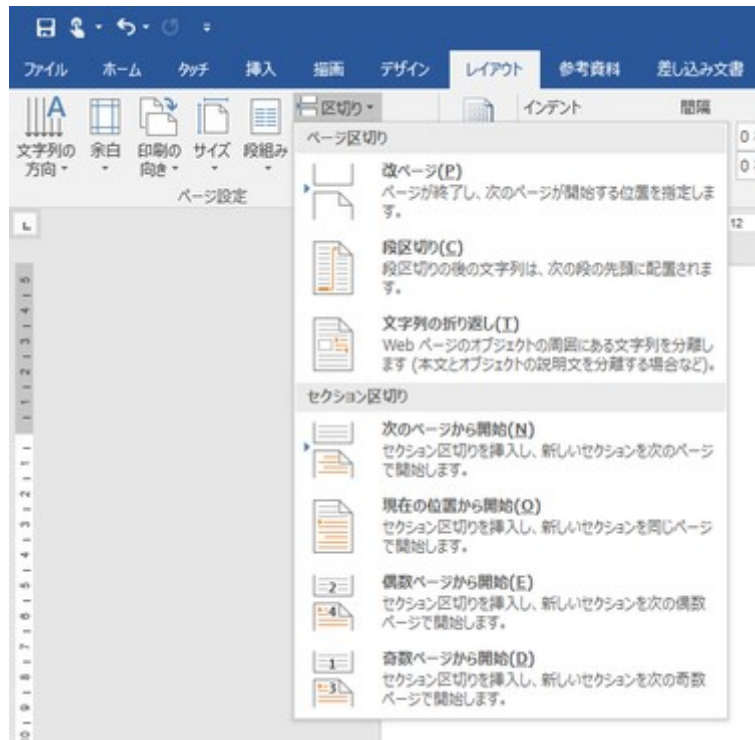 ファイル ホーム タッチ 挿入 描画 デザイン レイアウト 参考資料 差し込み文書
文字列の方向 余白 印刷の向き サイズ 段組み
区切り
インデント 間隔
ページ設定
ページ区切り
改ページ(P)
ページが終了し、次のページが開始する位置を指定しま
す。
段区切り(C)
段区切りの後の文字列は、次の段の先頭に配置されま
す。
文字列の折り返し(T)
Web ページのオブジェクトの周囲にある文字列を分離し
ます (本文とオブジェクトの説明文を分離する場合など)。
セクション区切り
次のページから開始(N)
セクション区切りを挿入し、新しいセクションを次のページ
で開始します。
現在の位置から開始(O)
セクション区切りを挿入し、新しいセクションを同じページ
で開始します。
2
4
偶数ページから開始(E)
セクション区切りを挿入し、新しいセクションを次の偶数
ページで開始します。
1
3
奇数ページから開始(D)
セクション区切りを挿入し、新しいセクションを次の奇数
ページで開始します。
12